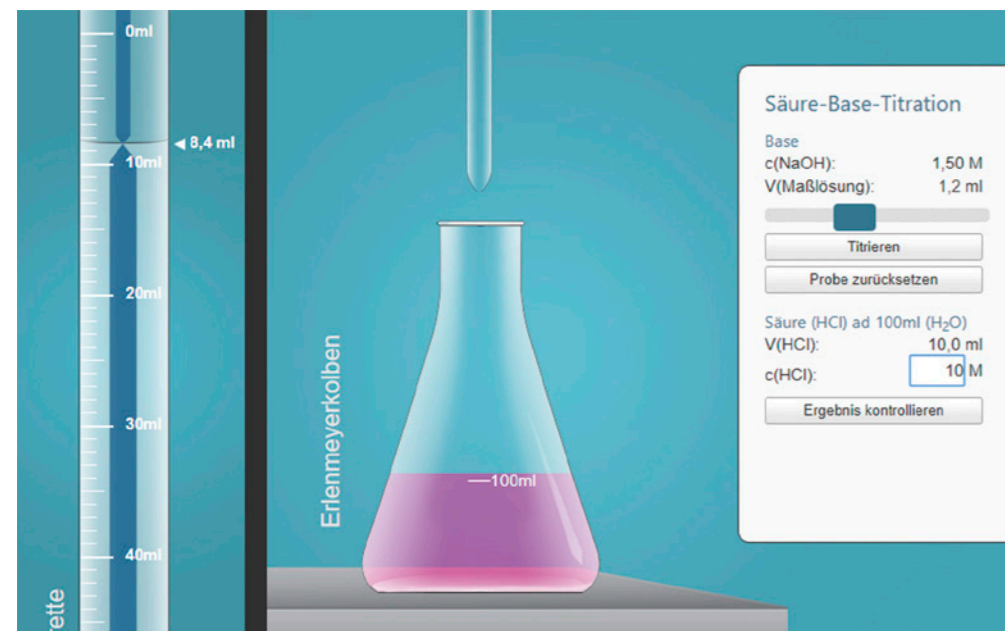 0ml
◄ 8,4 ml
10ml
20ml
30ml
40ml
ette
Erlenmeyerkolben
100ml
Säure-Base-Titration
Base
c(NaOH): 1,50 M
V(Maßlösung): 1,2 ml
Titrieren
Probe zurücksetzen
Säure (HCl) ad 100ml (H₂O)
V(HCl): 10,0 ml
c(HCl): 10 M
Ergebnis kontrollieren